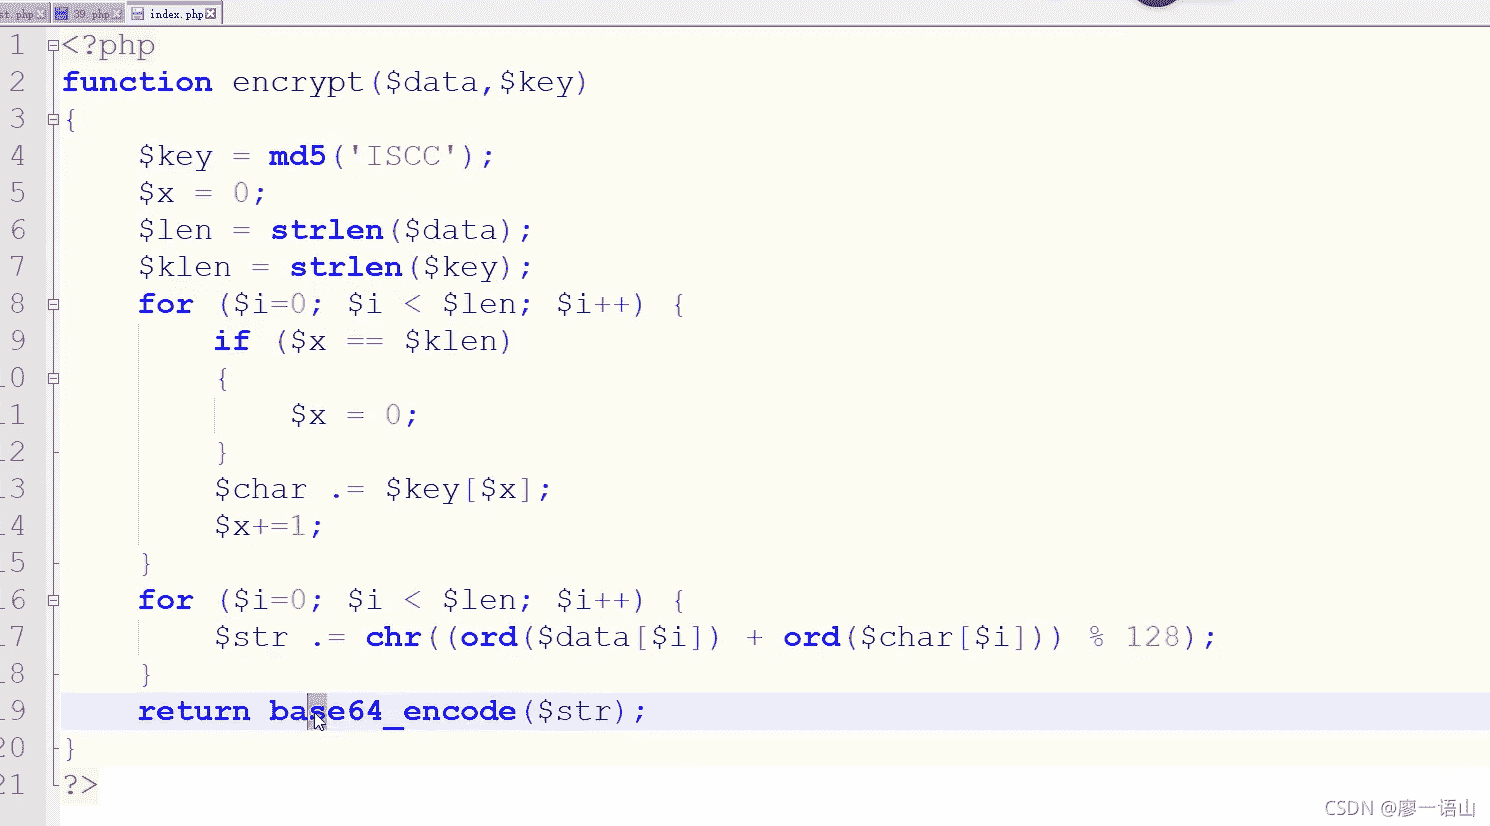 st.php 39.php index.php
1 <?php
2 function encrypt($data,$key)
3 {
4 $key = md5('ISCC');
5 $x = 0;
6 $len = strlen($data);
7 $klen = strlen($key);
8 for ($i=0; $i < $len; $i++) {
9 if ($x == $klen)
10 {
11 $x = 0;
12 }
13 $char .= $key[$x];
14 $x+=1;
15 }
16 for ($i=0; $i < $len; $i++) {
17 $str .= chr((ord($data[$i]) + ord($char[$i])) % 128);
18 }
19 return base64_encode($str);
20 }
21 ?>
CSDN @廖一语山